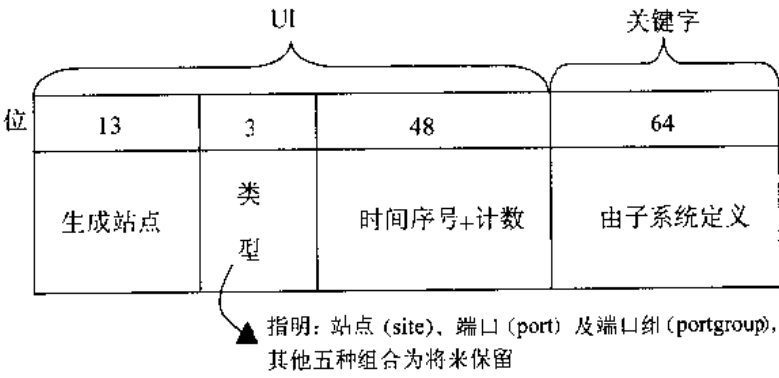 UI 关键字
位 13 3 48 64
生成站点 类型 时间序号+计数 由子系统定义
指明：站点（site）、端口（port）及端口组（portgroup），
其他五种组合为将来保留